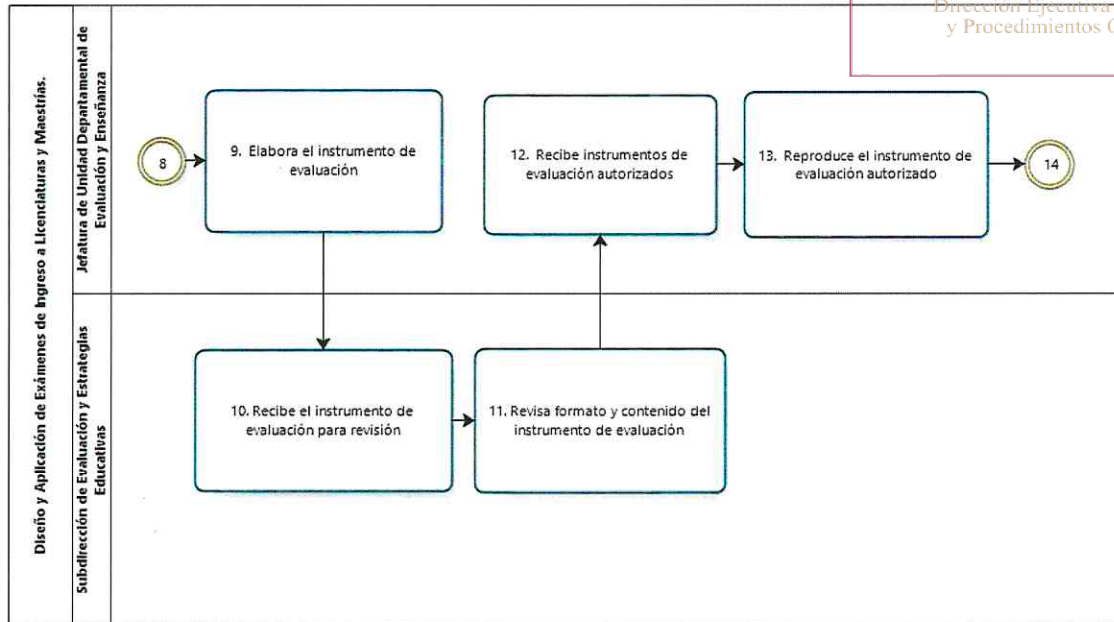 Dirección Ejecutiva
y Procedimientos
Diseño y Aplicación de Exámenes de Ingreso a Licenciaturas y Maestrías.
Jefatura de Unidad Departamental de
Evaluación y Enseñanza
8
9. Elabora el instrumento de
evaluación
12. Recibe instrumentos de
evaluación autorizados
13. Reproduce el instrumento de
evaluación autorizado
14
Subdirección de Evaluación y Estrategias
Educativas
10. Recibe el instrumento de
evaluación para revisión
11. Revisa formato y contenido del
instrumento de evaluación